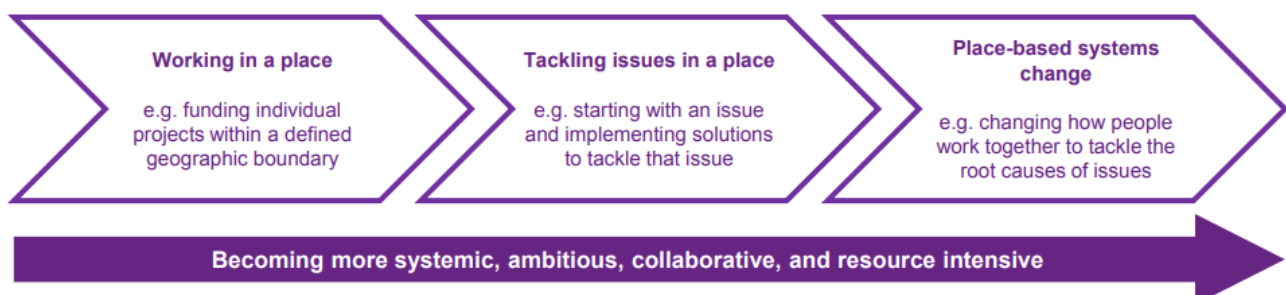 Working in a place
e.g. funding individual
projects within a defined
geographic boundary
Tackling issues in a place
e.g. starting with an issue
and implementing solutions
to tackle that issue
Place-based systems
change
e.g. changing how people
work together to tackle the
root causes of issues
Becoming more systemic, ambitious, collaborative, and resource intensive